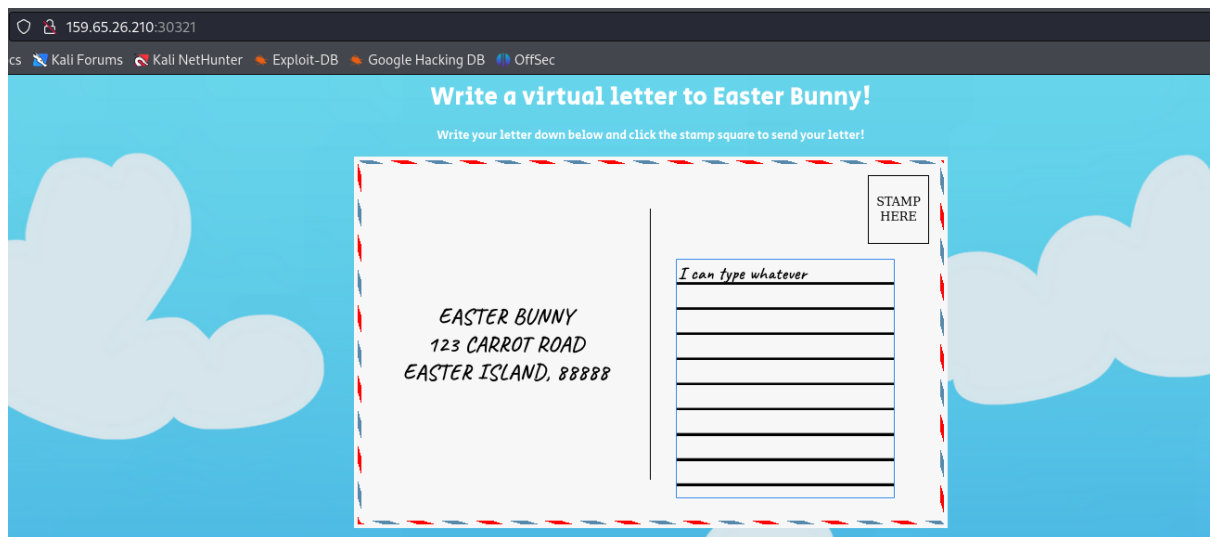 159.65.26.210:30321
cs Kali Forums Kali NetHunter Exploit-DB Google Hacking DB OffSec
Write a virtual letter to Easter Bunny!
Write your letter down below and click the stamp square to send your letter!
STAMP
HERE
I can type whatever
EASTER BUNNY
123 CARROT ROAD
EASTER ISLAND, 88888